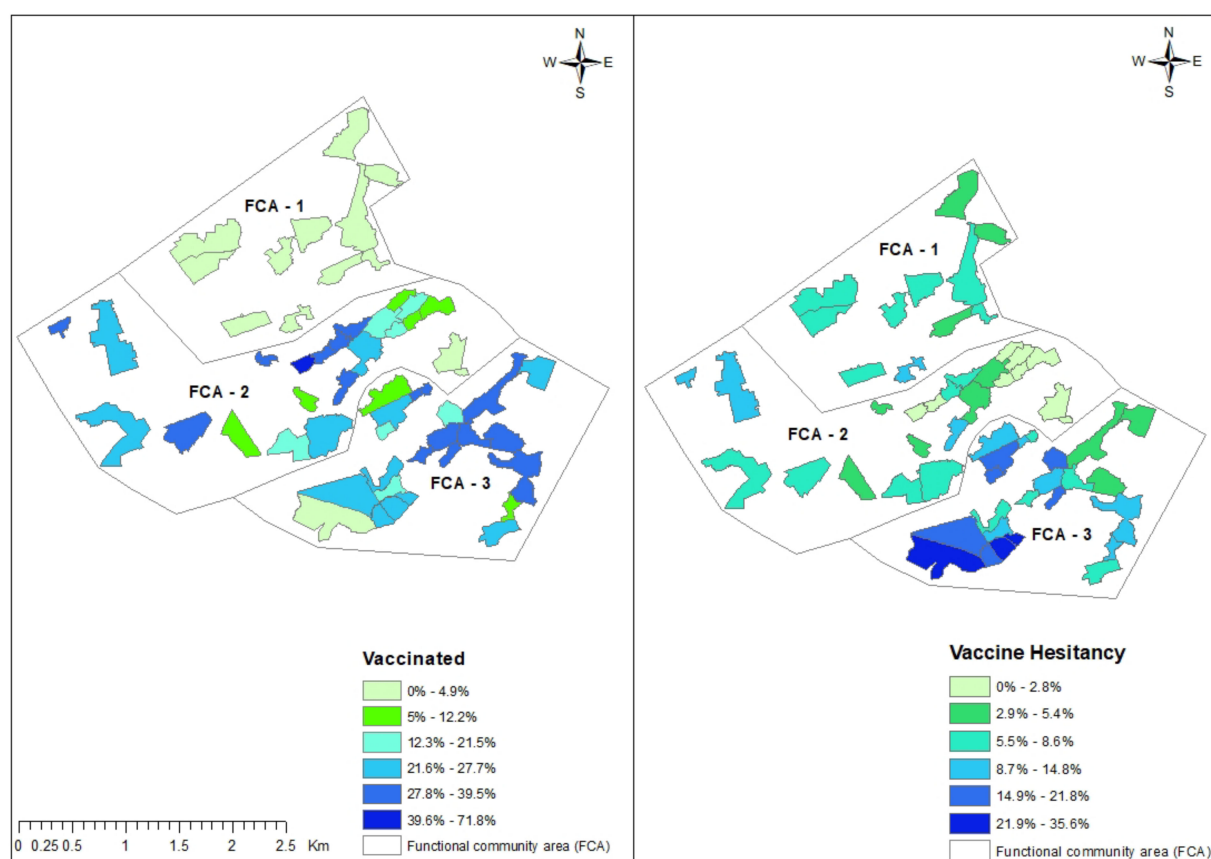 N
W E
S
FCA - 1
FCA - 2
FCA - 3
Vaccinated
0% - 4.9%
5% - 12.2%
12.3% - 21.5%
21.6% - 27.7%
27.8% - 39.5%
39.6% - 71.8%
Functional community area (FCA)
0 0.25 0.5 1 1.5 2 2.5 Km
N
W E
S
FCA - 1
FCA - 2
FCA - 3
Vaccine Hesitancy
0% - 2.8%
2.9% - 5.4%
5.5% - 8.6%
8.7% - 14.8%
14.9% - 21.8%
21.9% - 35.6%
Functional community area (FCA)